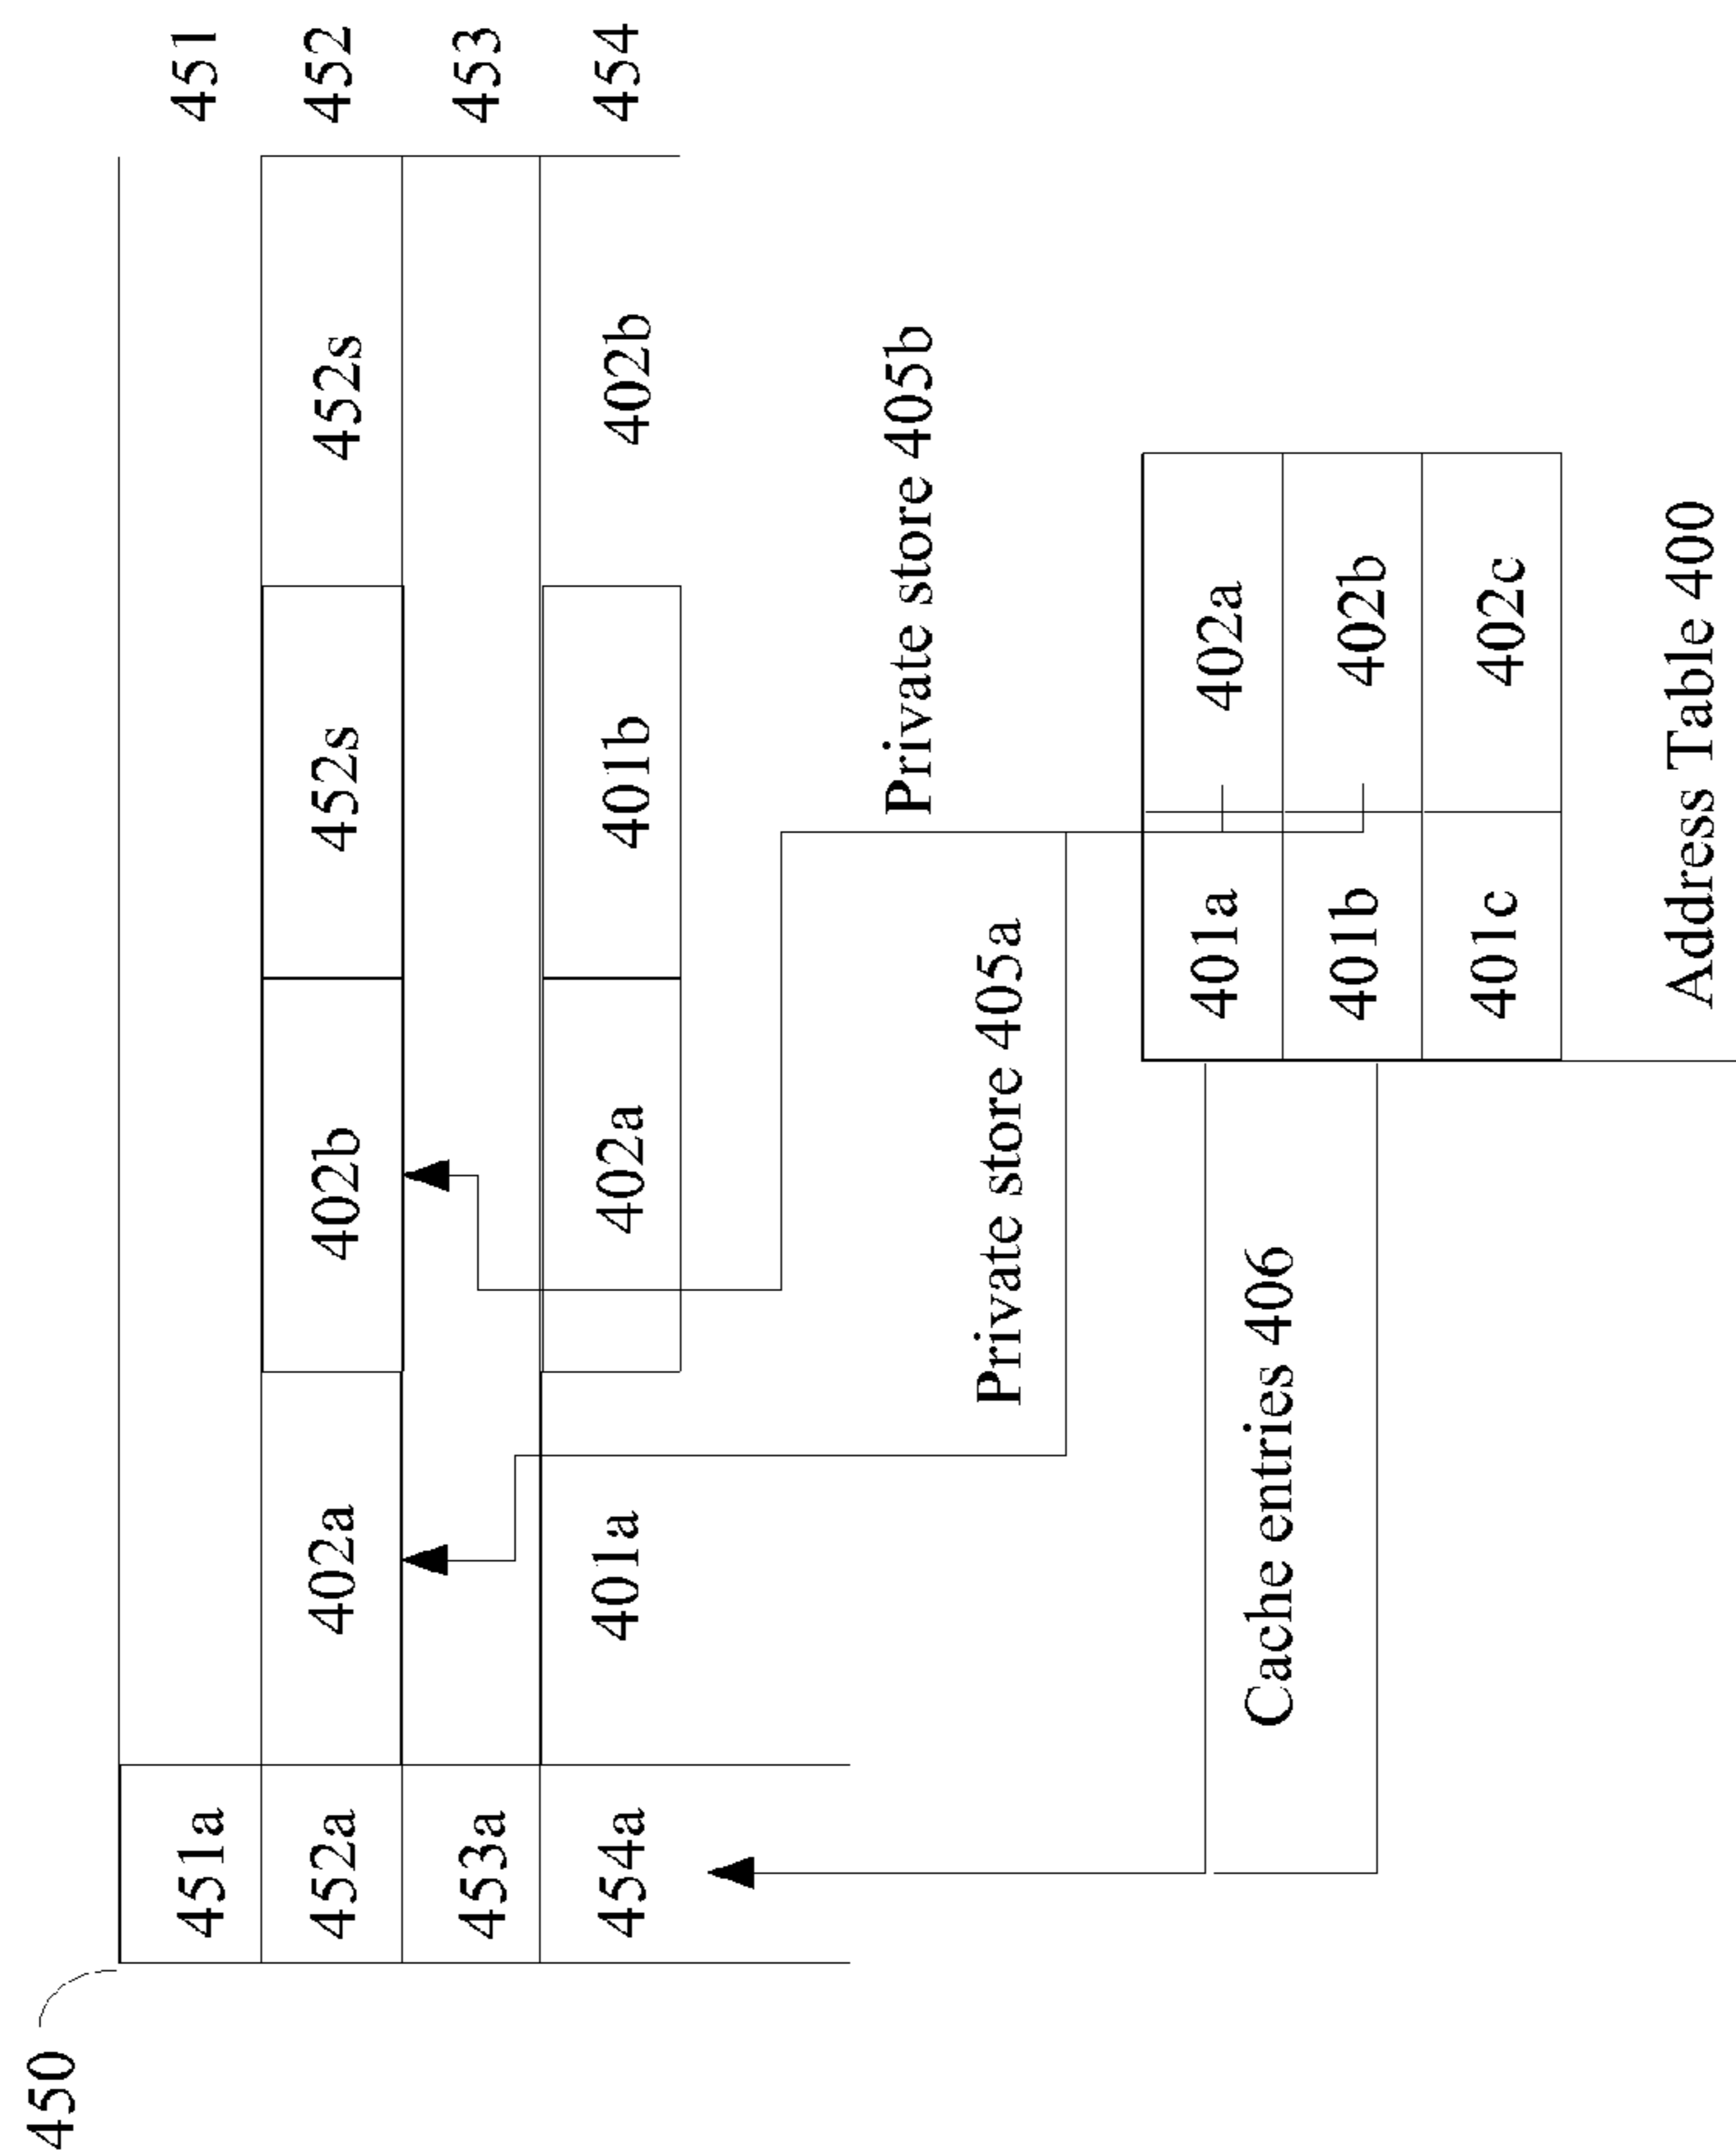 450
451a 451
452a 402a 402b 452s 452s 452
453a 453
454a 401a 402a 401b 402b 454
Private store 405b
Private store 405a
401a 402a
Cache entries 406
401b 402b
401c 402c
Address Table 400